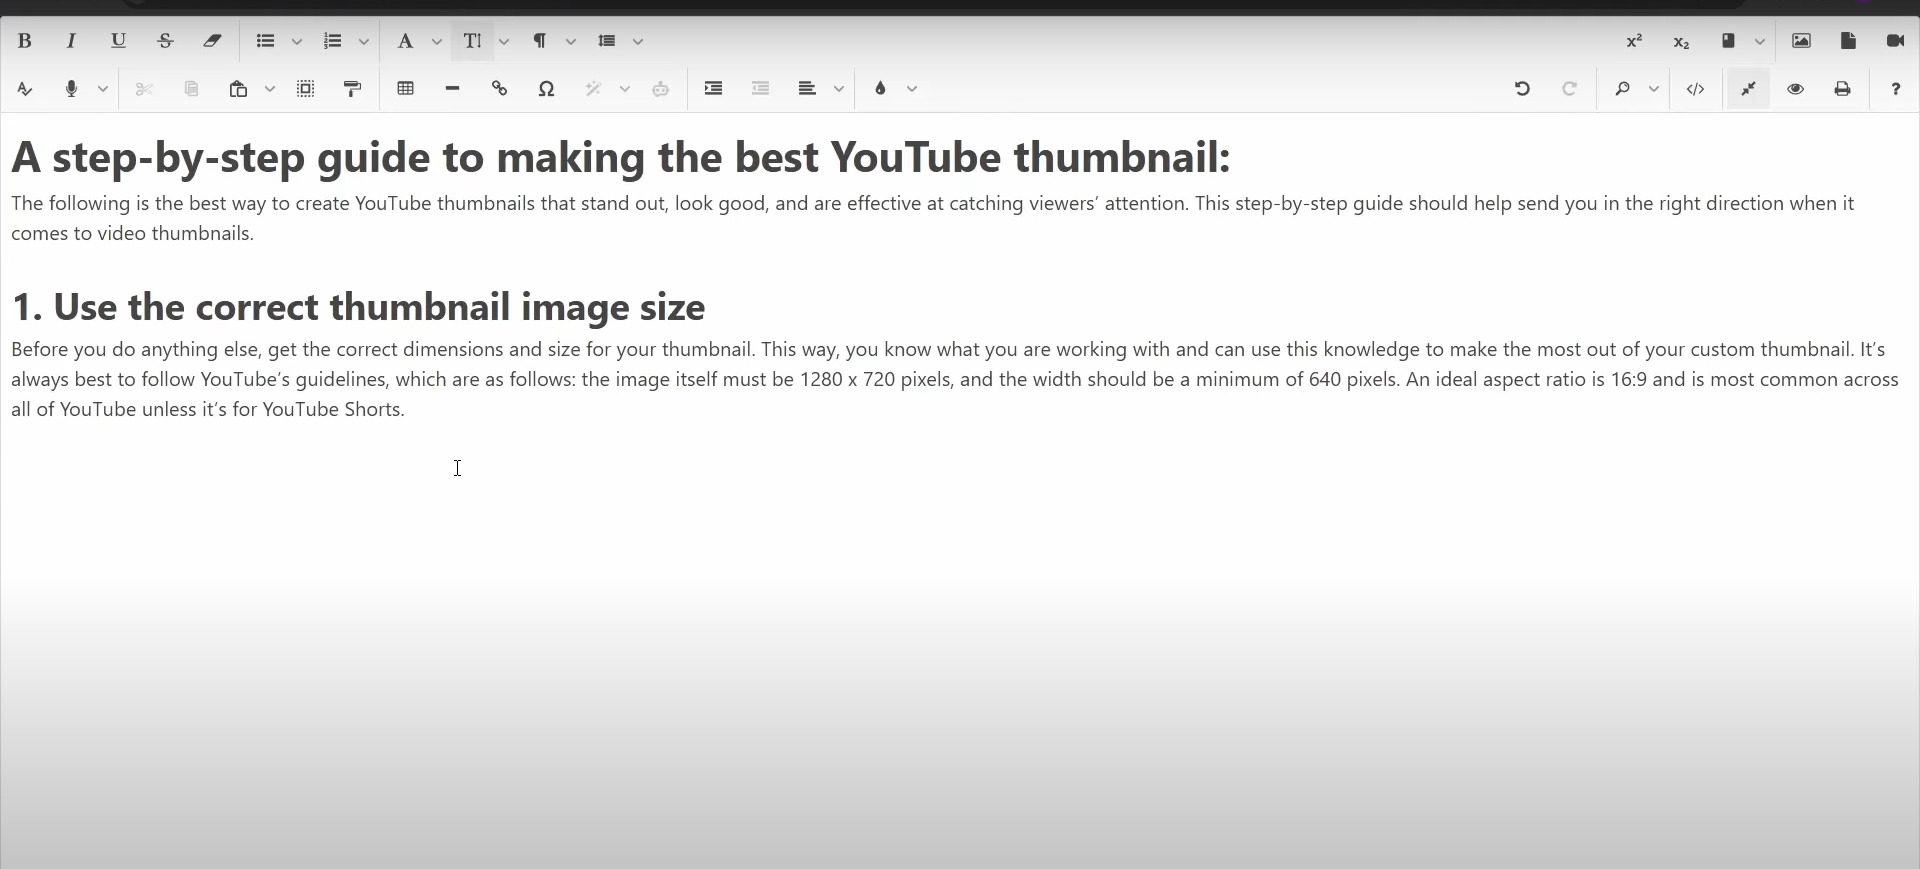 A step-by-step guide to making the best YouTube thumbnail:
The following is the best way to create YouTube thumbnails that stand out, look good, and are effective at catching viewers’ attention. This step-by-step guide should help send you in the right direction when it
comes to video thumbnails.
1. Use the correct thumbnail image size
Before you do anything else, get the correct dimensions and size for your thumbnail. This way, you know what you are working with and can use this knowledge to make the most out of your custom thumbnail. It’s
always best to follow YouTube’s guidelines, which are as follows: the image itself must be 1280 x 720 pixels, and the width should be a minimum of 640 pixels. An ideal aspect ratio is 16:9 and is most common across
all of YouTube unless it’s for YouTube Shorts.